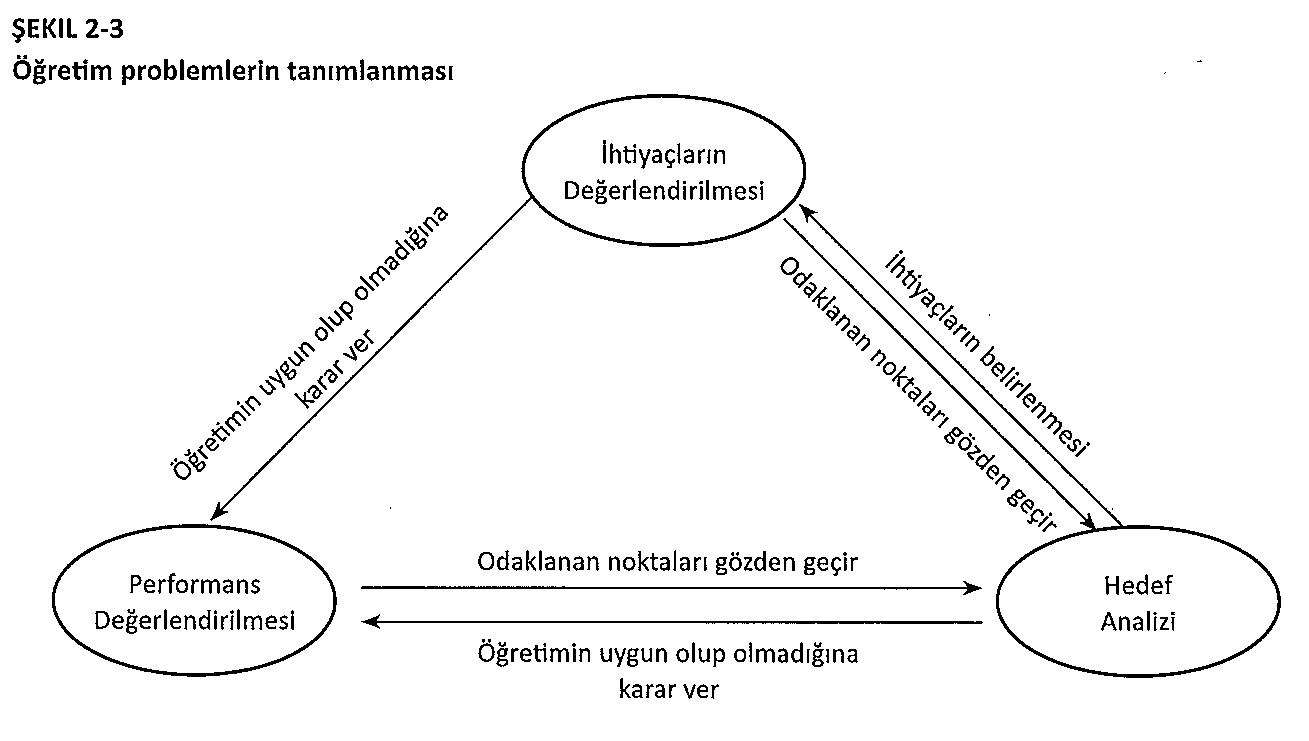 ŞEKIL 2-3
Öğretim problemlerin tanımlanması
İhtiyaçların
Değerlendirilmesi
Öğretimin uygun olup olmadığına
karar ver
İhtiyaçların belirlenmesi
Odaklanan noktaları gözden geçir
Performans
Değerlendirilmesi
Odaklanan noktaları gözden geçir
Öğretimin uygun olup olmadığına
karar ver
Hedef
Analizi